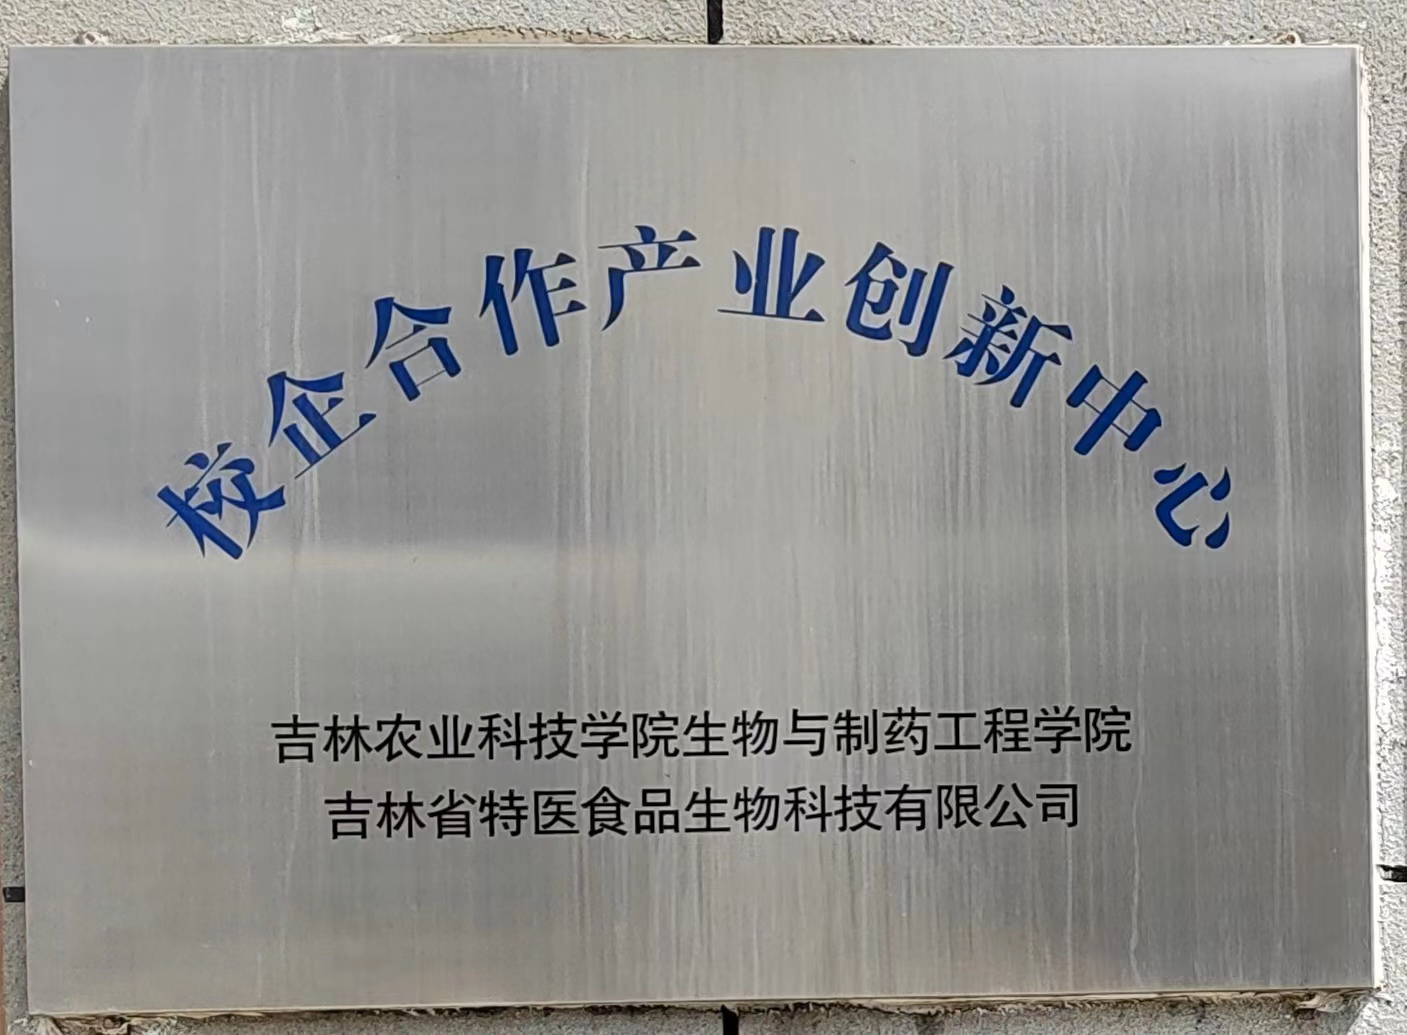 校企合作产业创新中心
吉林农业科技学院生物与制药工程学院
吉林省特医食品生物科技有限公司